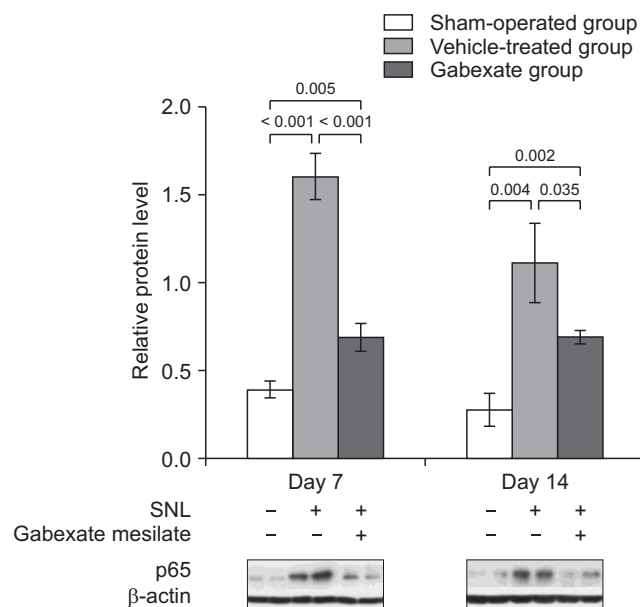 Sham-operated group
Vehicle-treated group
Gabexate group
0.005
< 0.001 < 0.001
0.002
0.004 0.035
2.0
1.5
1.0
0.5
0.0
Relative protein level
Day 7 Day 14
SNL – + + – + +
Gabexate mesilate – – + – – +
p65
β-actin